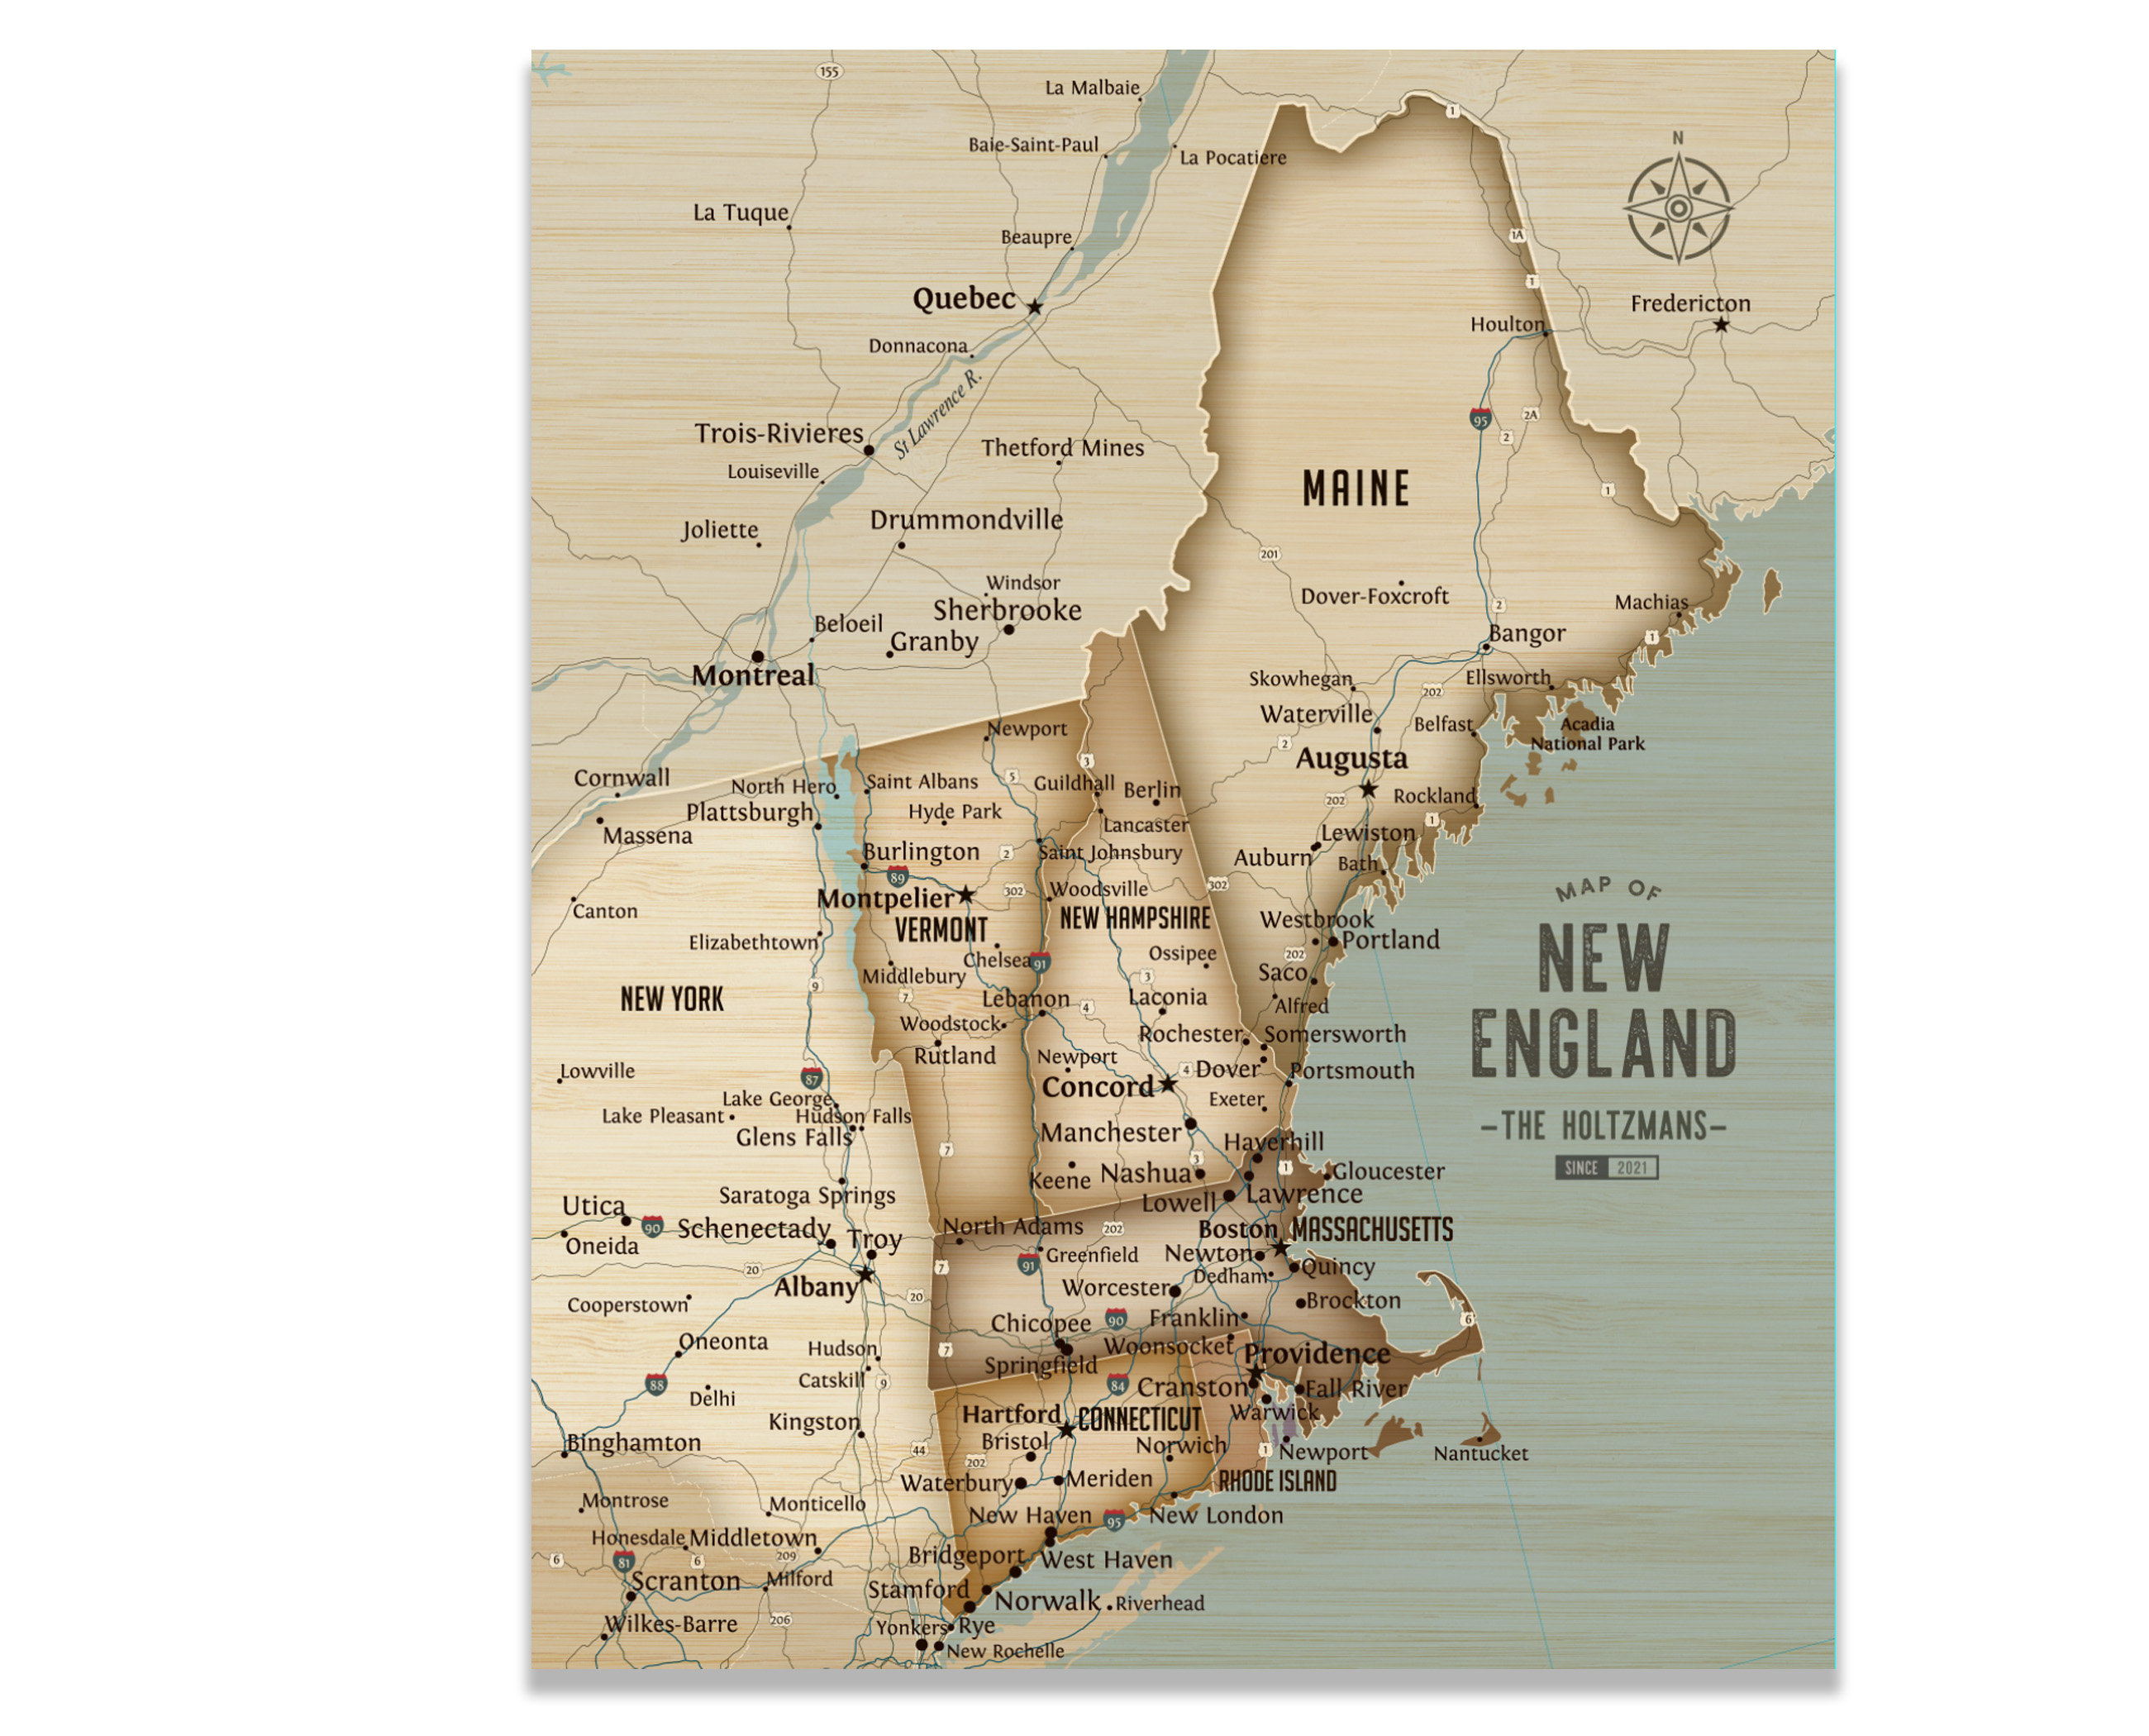 155
La Malbaie
1
Baie-Saint-Paul
La Pocatiere
N
La Tuque
Beaupre
1A
1
Quebec
Fredericton
Houlton
Donnacona
St Lawrence R.
95
2A
2
Trois-Rivieres
Thetford Mines
Louiseville
MAINE
1
Drummondville
Joliette
201
Windsor
Dover-Foxcroft
Sherbrooke
2
Machias
Beloeil
Granby
Bangor
1
Montreal
Skowhegan
202
Ellsworth
Waterville
Belfast
Acadia
National Park
Newport
2
Augusta
3
Cornwall
North Hero
Saint Albans
5
Guildhall
Berlin
202
Rockland
Plattsburgh
Hyde Park
Lancaster
1
Massena
Lewiston
Burlington
2
Saint Johnsbury
Auburn
Bath
89
302
Woodsville
302
MAP OF
Montpelier
Canton
VERMONT
NEW HAMPSHIRE
Westbrook
NEW
Elizabethtown
Portland
Chelsea
91
Ossipee
202
Middlebury
3
Saco
9
7
Lebanon
4
Laconia
Alfred
NEW YORK
Woodstock
Rochester
Somersworth
ENGLAND
Rutland
Newport
Lowville
87
Concord
4
Dover
Portsmouth
Lake George
Exeter
Lake Pleasant
Hudson Falls
–THE HOLTZMANS–
Glens Falls
Manchester
7
Haverhill
3
1
SINCE 2021
Keene
Nashua
Gloucester
Saratoga Springs
Lowell
Lawrence
Utica
90
Schenectady
Troy
North Adams
202
Boston
MASSACHUSETTS
Oneida
Greenfield
Newton
20
7
91
Dedham
Quincy
Albany
20
Worcester
Cooperstown
Brockton
Chicopee
90
Franklin
6
Oneonta
Hudson
7
Springfield
Woonsocket
Providence
88
Catskill
9
84
Cranston
Fall River
Delhi
Kingston
Hartford
CONNECTICUT
Warwick
Binghamton
44
Bristol
Norwich
1
Newport
Nantucket
202
Waterbury
Meriden
RHODE ISLAND
Montrose
Monticello
New Haven
95
New London
Honesdale
Middletown
6
81
6
209
Bridgeport
West Haven
Scranton
Milford
Stamford
Norwalk
Riverhead
206
Wilkes-Barre
Yonkers
Rye
New Rochelle